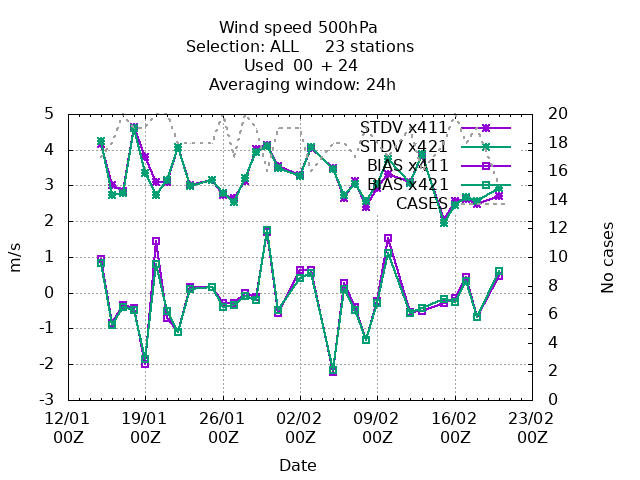 Wind speed 500hPa
Selection: ALL 23 stations
Used 00 + 24
Averaging window: 24h
5 20
STDV x411
4 18
STDV x421
BIAS x411
16
3
BIAS x421
14
CASES
2 12
m/s
1 10
No cases
0 8
6
-1
4
-2 2
-3 0
12/01 19/01 26/01 02/02 09/02 16/02 23/02
00Z 00Z 00Z 00Z 00Z 00Z 00Z
Date